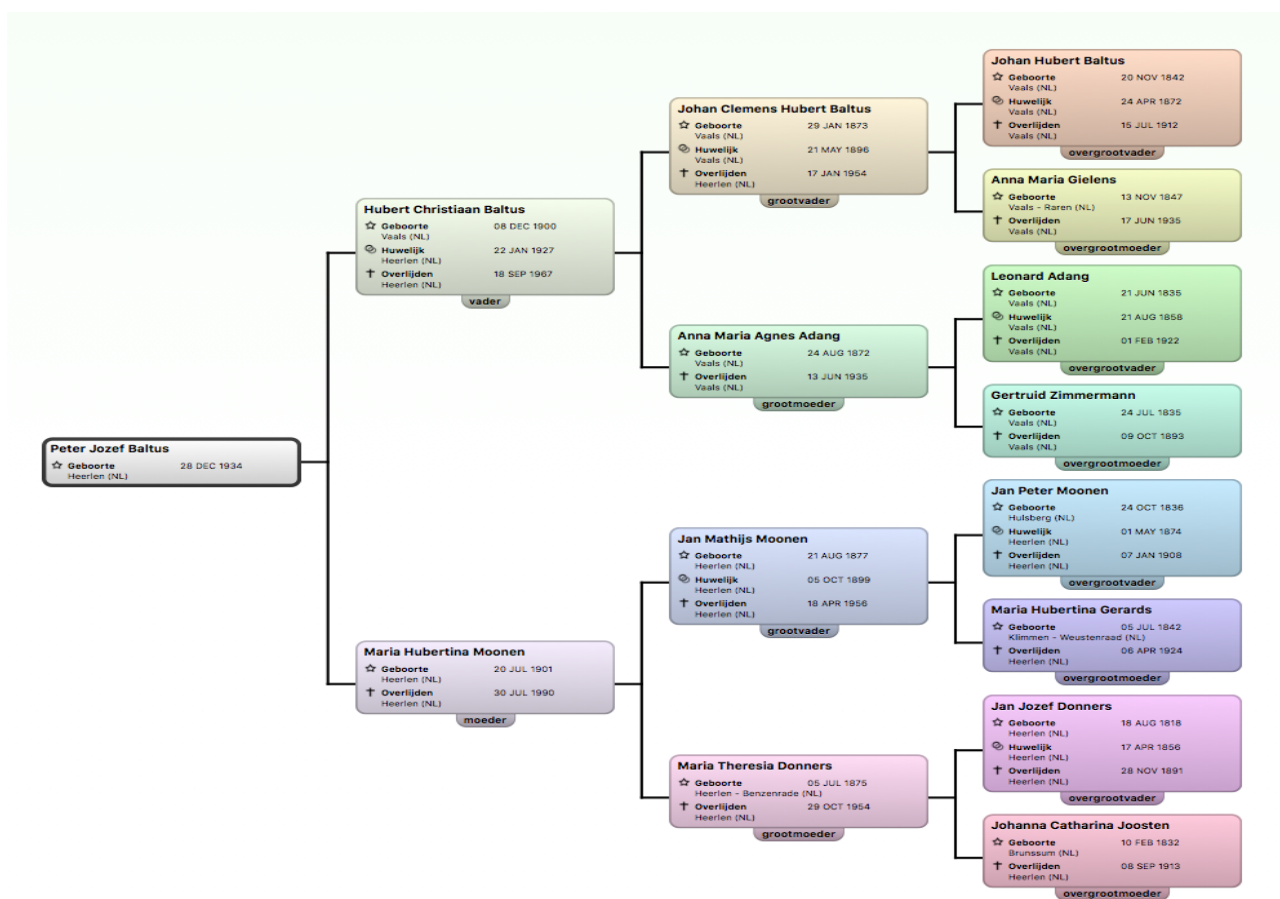 Peter Jozef Baltus
Geboorte 28 DEC 1934
Heerlen (NL)
Hubert Christiaan Baltus
Geboorte 08 DEC 1900
Vaals (NL)
Huwelijk 22 JAN 1927
Heerlen (NL)
Overlijden 18 SEP 1967
Heerlen (NL)
vader
Maria Hubertina Moonen
Geboorte 20 JUL 1901
Heerlen (NL)
Overlijden 30 JUL 1990
Heerlen (NL)
moeder
Johan Clemens Hubert Baltus
Geboorte 29 JAN 1873
Vaals (NL)
Huwelijk 21 MAY 1896
Vaals (NL)
Overlijden 17 JAN 1954
Heerlen (NL)
grootvader
Anna Maria Agnes Adang
Geboorte 24 AUG 1872
Vaals (NL)
Overlijden 13 JUN 1935
Vaals (NL)
grootmoeder
Jan Mathijs Moonen
Geboorte 21 AUG 1877
Heerlen (NL)
Huwelijk 05 OCT 1899
Heerlen (NL)
Overlijden 18 APR 1956
Heerlen (NL)
grootvader
Maria Theresia Donners
Geboorte 05 JUL 1875
Heerlen - Benzenrade (NL)
Overlijden 29 OCT 1954
Heerlen (NL)
grootmoeder
Johan Hubert Baltus
Geboorte 20 NOV 1842
Vaals (NL)
Huwelijk 24 APR 1872
Vaals (NL)
Overlijden 15 JUL 1912
Vaals (NL)
overgrootvader
Anna Maria Gielens
Geboorte 13 NOV 1847
Vaals - Raren (NL)
Overlijden 17 JUN 1935
Vaals (NL)
overgrootmoeder
Leonard Adang
Geboorte 21 JUN 1835
Vaals (NL)
Huwelijk 21 AUG 1858
Vaals (NL)
Overlijden 01 FEB 1922
Vaals (NL)
overgrootvader
Gertruid Zimmermann
Geboorte 24 JUL 1835
Vaals (NL)
Overlijden 09 OCT 1893
Vaals (NL)
overgrootmoeder
Jan Peter Moonen
Geboorte 24 OCT 1836
Hulsberg (NL)
Huwelijk 01 MAY 1874
Heerlen (NL)
Overlijden 07 JAN 1908
Heerlen (NL)
overgrootvader
Maria Hubertina Gerards
Geboorte 05 JUL 1842
Klimmen - Weustenraad (NL)
Overlijden 06 APR 1924
Heerlen (NL)
overgrootmoeder
Jan Jozef Donners
Geboorte 18 AUG 1818
Heerlen (NL)
Huwelijk 17 APR 1856
Heerlen (NL)
Overlijden 28 NOV 1891
Heerlen (NL)
overgrootvader
Johanna Catharina Joosten
Geboorte 10 FEB 1832
Brunssum (NL)
Overlijden 08 SEP 1913
Heerlen (NL)
overgrootmoeder